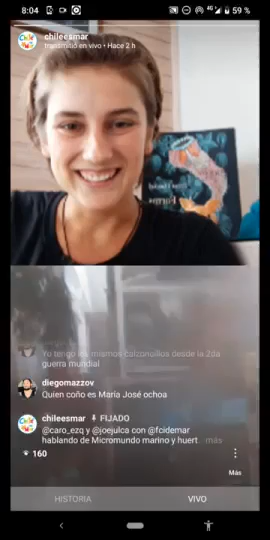 8:04
4G
59 %
chileesmar
transmitió en vivo • Hace 2 h
Yo tengo los mismos calzoncillos desde la 2da
guerra mundial
diegomazzov
Quien coño es María José ochoa
chileesmar FIJADO
@caro_ezq y @joejulca con @fcidemar
hablando de Micromundo marino y huert. más
160
Más
HISTORIA
VIVO